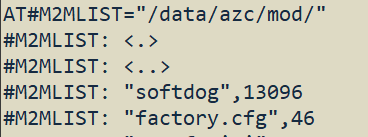 AT#M2MLIST="/data/azc/mod/"
#M2MLIST: <.>
#M2MLIST: <..>
#M2MLIST: "softdog",13096
#M2MLIST: "factory.cfg",46